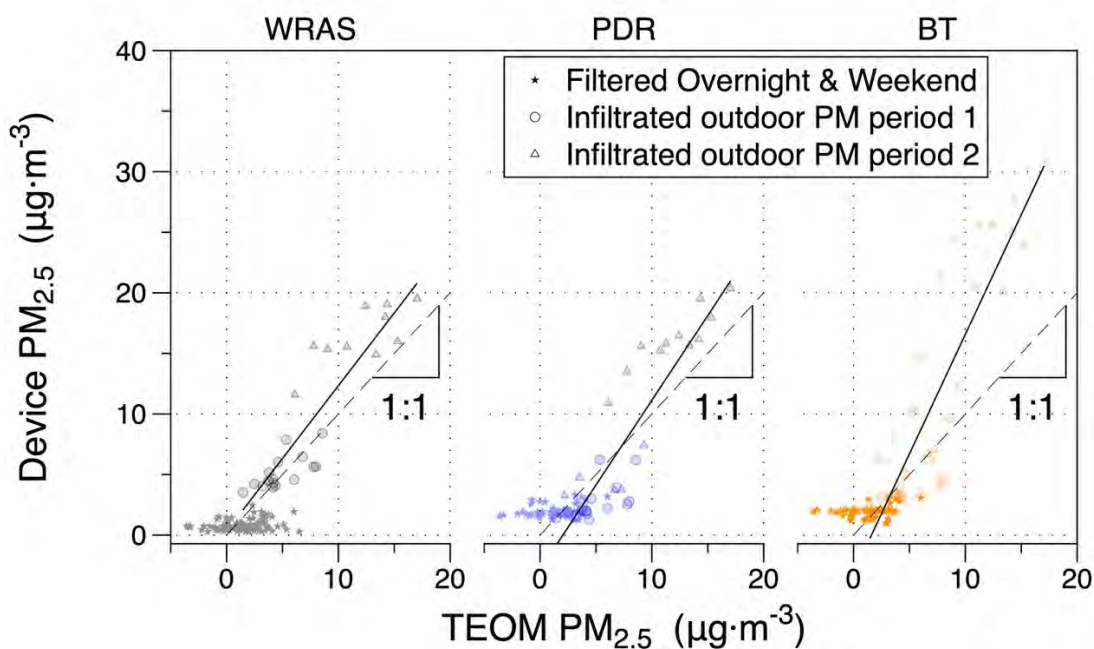 WRAS PDR BT
40
Filtered Overnight & Weekend
Infiltrated outdoor PM period 1
Infiltrated outdoor PM period 2
30
20
10
0
1:1 1:1 1:1
Device PM2.5 (µg·m-3)
0 10 20 0 10 20 0 10 20
TEOM PM2.5 (µg·m-3)